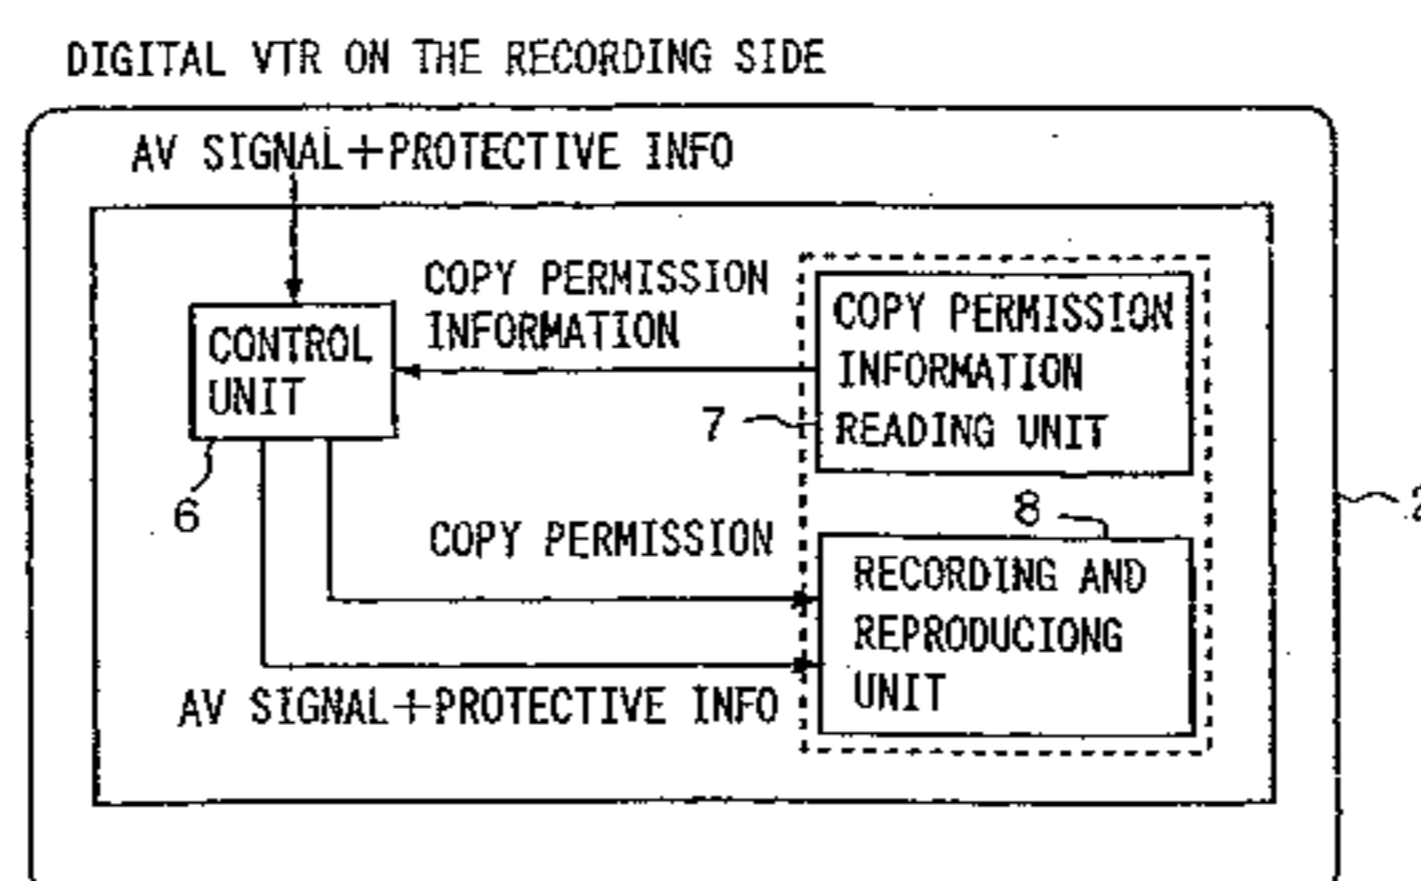 DIGITAL VTR ON THE RECORDING SIDE
AV SIGNAL+PROTECTIVE INFO
COPY PERMISSION
INFORMATION
CONTROL
UNIT
COPY PERMISSION
INFORMATION
READING UNIT
7
6
8
2
COPY PERMISSION
RECORDING AND
REPRODUCIONG
UNIT
AV SIGNAL+PROTECTIVE INFO